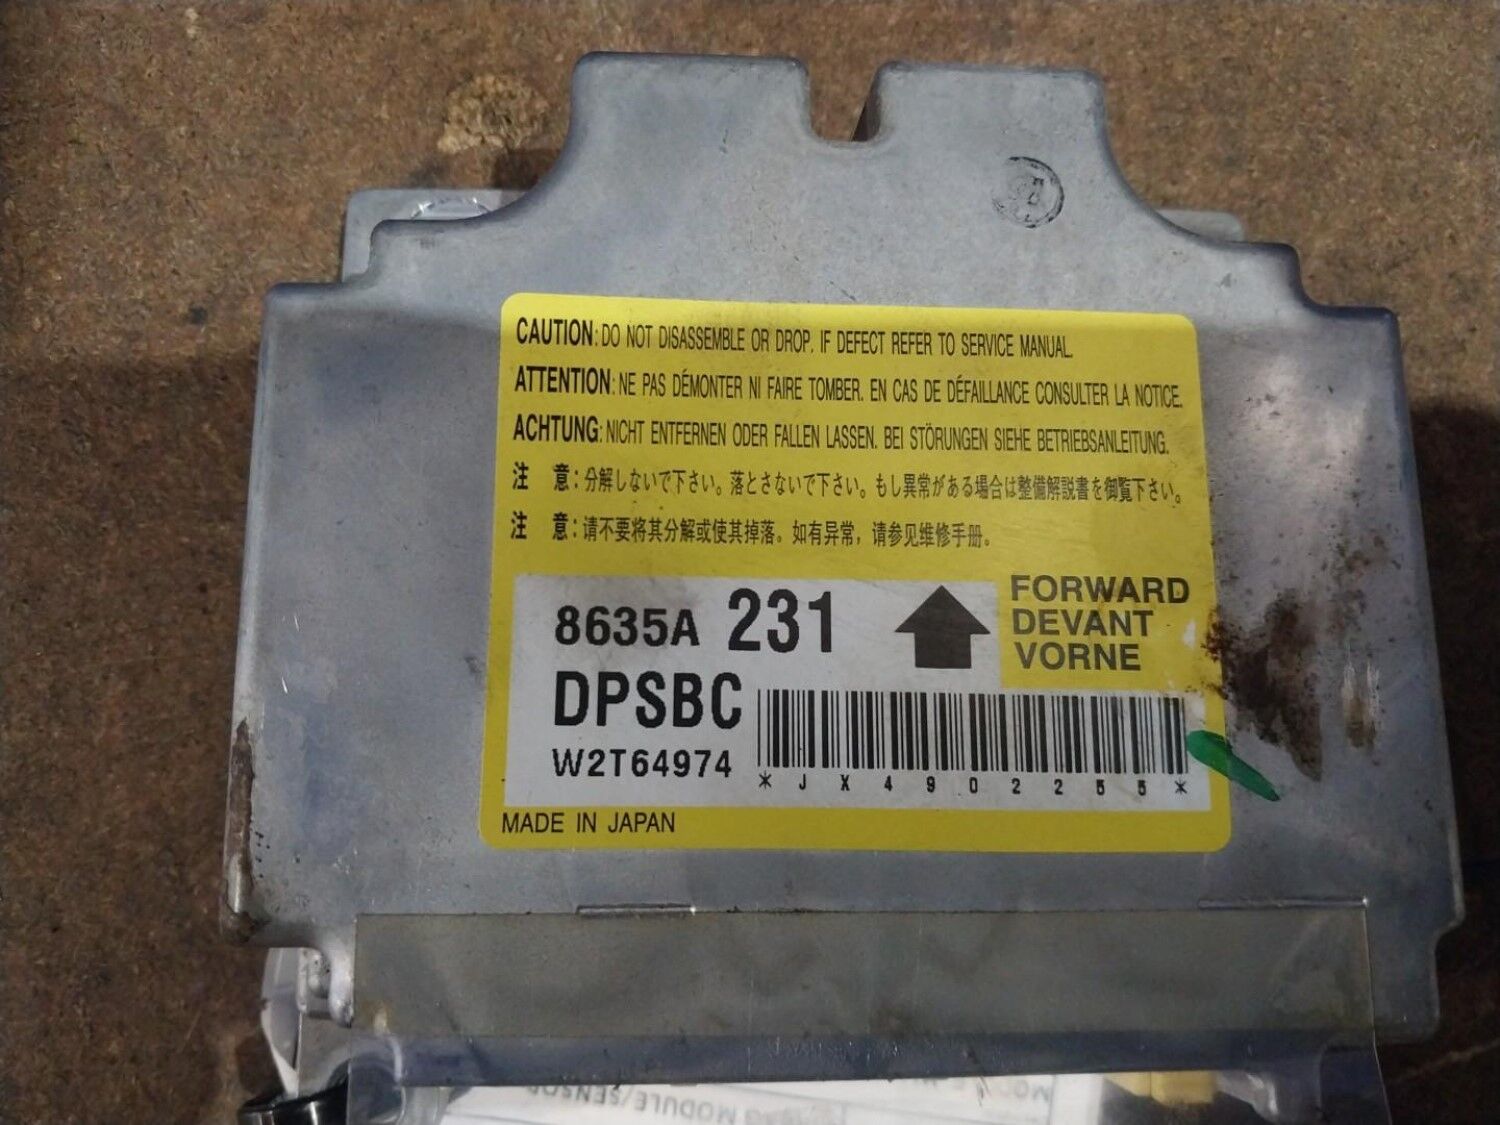 CAUTION: DO NOT DISASSEMBLE OR DROP. IF DEFECT REFER TO SERVICE MANUAL.
ATTENTION: NE PAS DÉMONTER NI FAIRE TOMBER. EN CAS DE DÉFAILLANCE CONSULTER LA NOTICE.
ACHTUNG: NICHT ENTFERNEN ODER FALLEN LASSEN. BEI STÖRUNGEN SIEHE BETRIEBSANLEITUNG.
注 意: 分解しないで下さい。落とさないで下さい。もし異常がある場合は整備解説書を御覧下さい。
注 意: 请不要将其分解或使其掉落。如有异常, 请参见维修手册。
8635A 231
FORWARD
DEVANT
VORNE
DPSBC
W2T64974
*JX4902255*
MADE IN JAPAN
MODULE/SENSOR